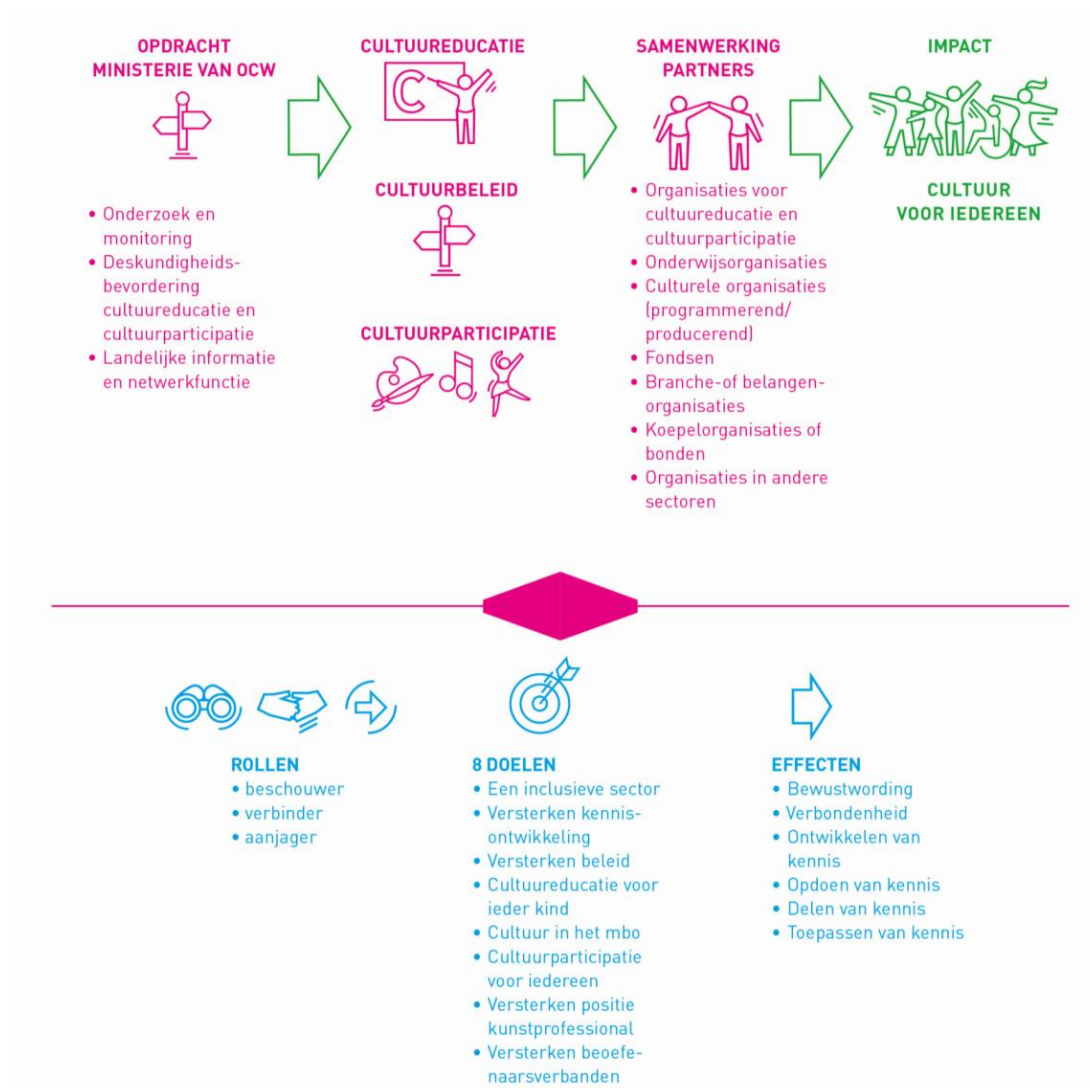 OPDRACHT
MINISTERIE VAN OCW
• Onderzoek en
monitoring
• Deskundigheids-
bevordering
cultuureducatie en
cultuurparticipatie
• Landelijke informatie
en netwerkfunctie
CULTUUREDUCATIE
C
CULTUURBELEID
CULTUURPARTICIPATIE
SAMENWERKING
PARTNERS
• Organisaties voor
cultuureducatie en
cultuurparticipatie
• Onderwijsorganisaties
• Culturele organisaties
(programmerend/
producerend)
• Fondsen
• Branche-of belangen-
organisaties
• Koepelorganisaties of
bonden
• Organisaties in andere
sectoren
IMPACT
CULTUUR
VOOR IEDEREEN
ROLLEN
• beschouwer
• verbinder
• aanjager
8 DOELEN
• Een inclusieve sector
• Versterken kennis-
ontwikkeling
• Versterken beleid
• Cultuureducatie voor
ieder kind
• Cultuur in het mbo
• Cultuurparticipatie
voor iedereen
• Versterken positie
kunstprofessional
• Versterken beoefe-
naarsverbanden
EFFECTEN
• Bewustwording
• Verbondenheid
• Ontwikkelen van
kennis
• Opdoen van kennis
• Delen van kennis
• Toepassen van kennis